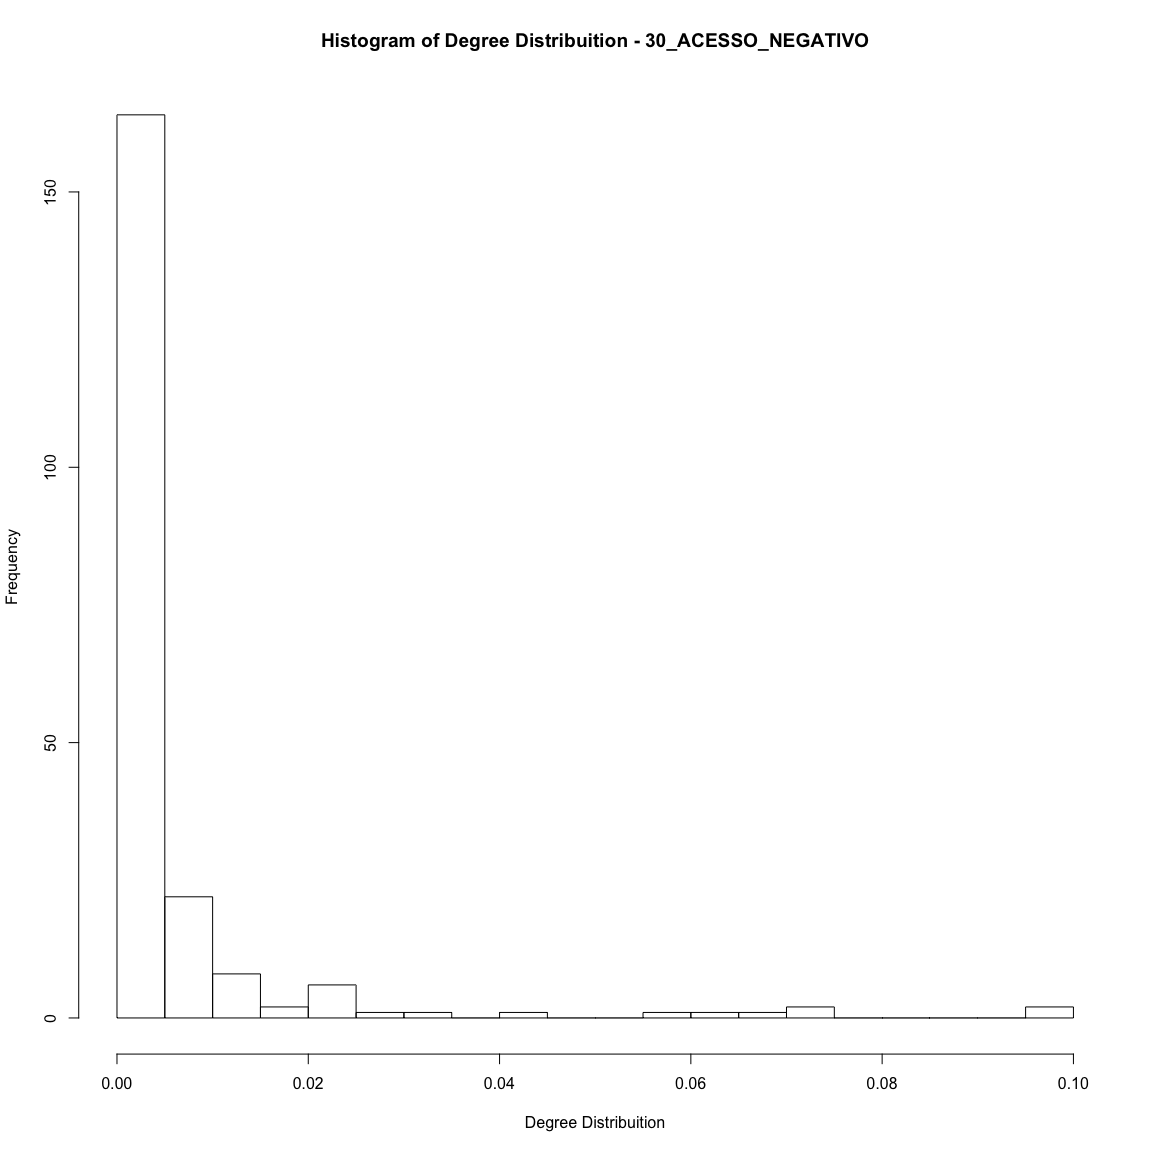 Histogram of Degree Distribuition - 30_ACESSO_NEGATIVO
150
100
50
0
Frequency
0.00 0.02 0.04 0.06 0.08 0.10
Degree Distribuition